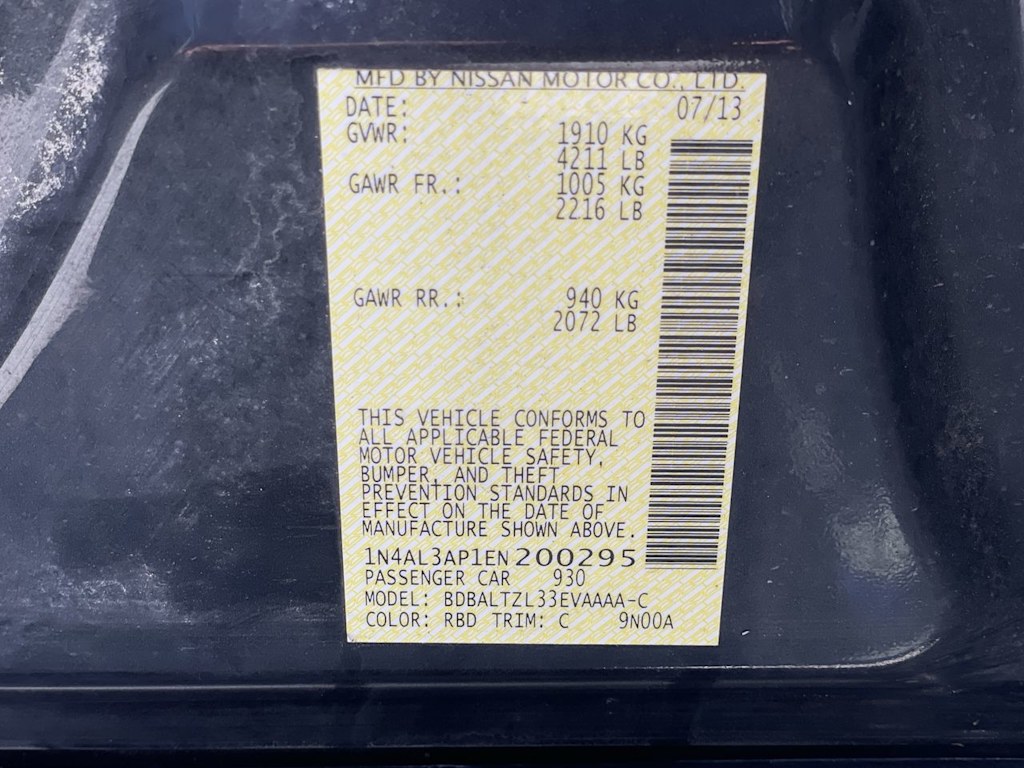 MFD BY NISSAN MOTOR CO., LTD.
DATE: 07/13
GVWR: 1910 KG
4211 LB
GAWR FR.: 1005 KG
2216 LB
GAWR RR.: 940 KG
2072 LB
THIS VEHICLE CONFORMS TO
ALL APPLICABLE FEDERAL
MOTOR VEHICLE SAFETY,
BUMPER, AND THEFT
PREVENTION STANDARDS IN
EFFECT ON THE DATE OF
MANUFACTURE SHOWN ABOVE.
1N4AL3AP1EN200295
PASSENGER CAR 930
MODEL: BDBALTZL33EVAAAA-C
COLOR: RBD TRIM: C 9N00A